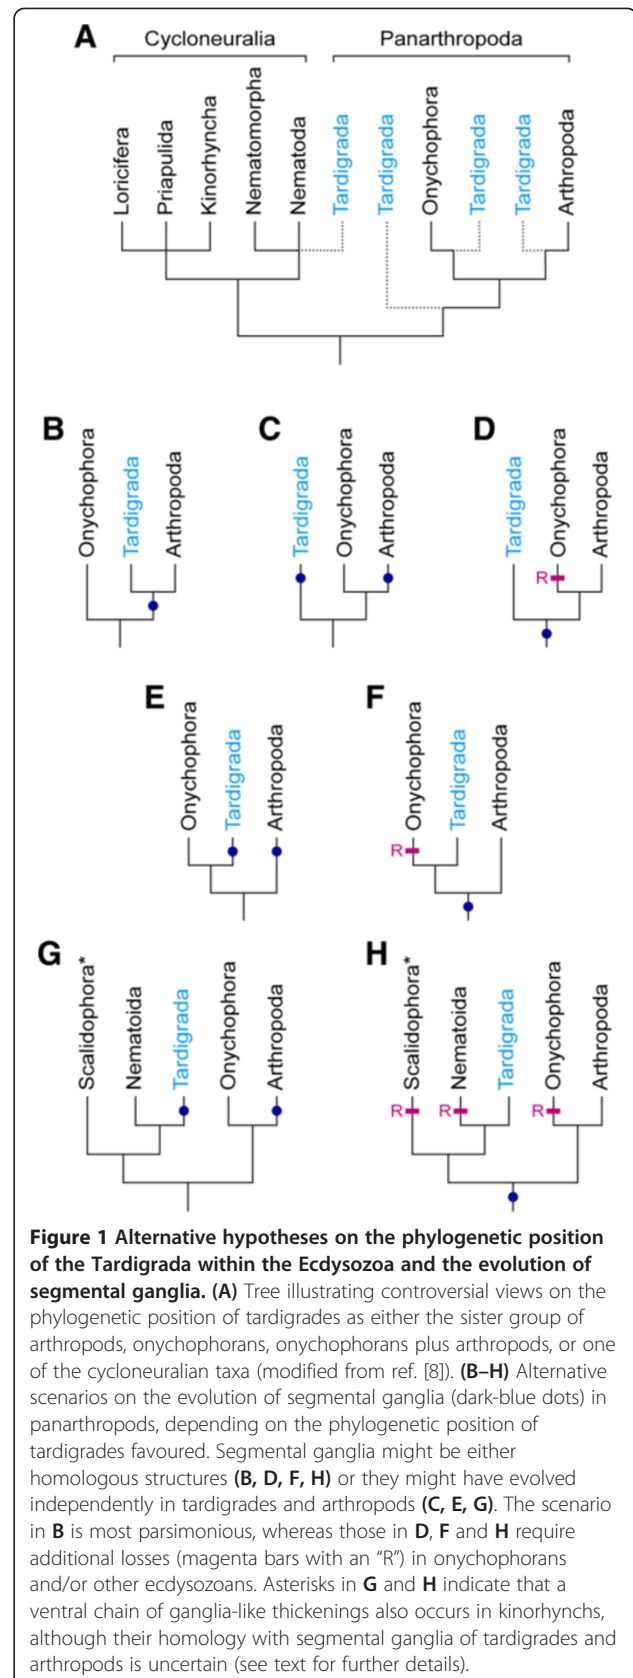 A
Cycloneuralia Panarthropoda
Loricifera
Priapulida
Kinorhyncha
Nematomorpha
Nematoda
Tardigrada
Tardigrada
Onychophora
Tardigrada
Tardigrada
Arthropoda
B
Onychophora
Tardigrada
Arthropoda
C
Tardigrada
Onychophora
Arthropoda
D
Tardigrada
Onychophora
Arthropoda
R
E
Onychophora
Tardigrada
Arthropoda
F
Onychophora
Tardigrada
Arthropoda
R
G
Scalidophora*
Nematoida
Tardigrada
Onychophora
Arthropoda
H
Scalidophora*
Nematoida
Tardigrada
Onychophora
Arthropoda
R R R
Figure 1 Alternative hypotheses on the phylogenetic position
of the Tardigrada within the Ecdysozoa and the evolution of
segmental ganglia. (A) Tree illustrating controversial views on the
phylogenetic position of tardigrades as either the sister group of
arthropods, onychophorans, onychophorans plus arthropods, or one
of the cycloneuralian taxa (modified from ref. [8]). (B–H) Alternative
scenarios on the evolution of segmental ganglia (dark-blue dots) in
panarthropods, depending on the phylogenetic position of
tardigrades favoured. Segmental ganglia might be either
homologous structures (B, D, F, H) or they might have evolved
independently in tardigrades and arthropods (C, E, G). The scenario
in B is most parsimonious, whereas those in D, F and H require
additional losses (magenta bars with an “R”) in onychophorans
and/or other ecdysozoans. Asterisks in G and H indicate that a
ventral chain of ganglia-like thickenings also occurs in kinorhynchs,
although their homology with segmental ganglia of tardigrades and
arthropods is uncertain (see text for further details).